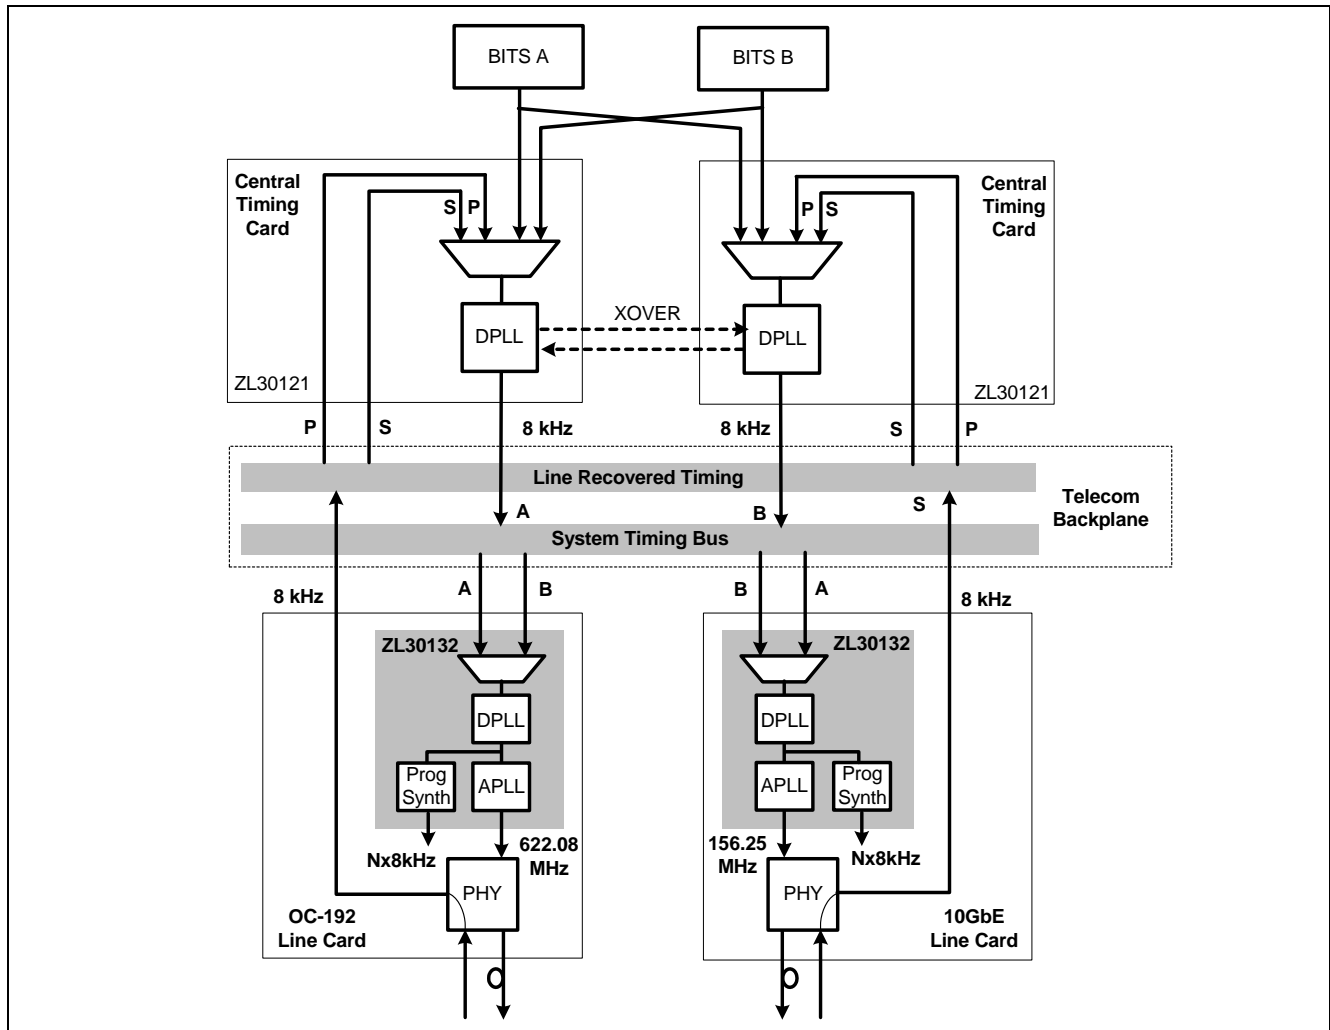 BITS A
BITS B
Central
Timing
Card
Central
Timing
Card
S P
P S
XOVER
DPLL
DPLL
ZL30121
ZL30121
P
S
8 kHz
8 kHz
S
P
Line Recovered Timing
Telecom
Backplane
S
A
B
System Timing Bus
A
B
B
A
8 kHz
8 kHz
ZL30132
ZL30132
DPLL
DPLL
Prog
Synth
APLL
APLL
Prog
Synth
622.08
MHz
156.25
MHz
Nx8kHz
Nx8kHz
PHY
PHY
OC-192
Line Card
10GbE
Line Card